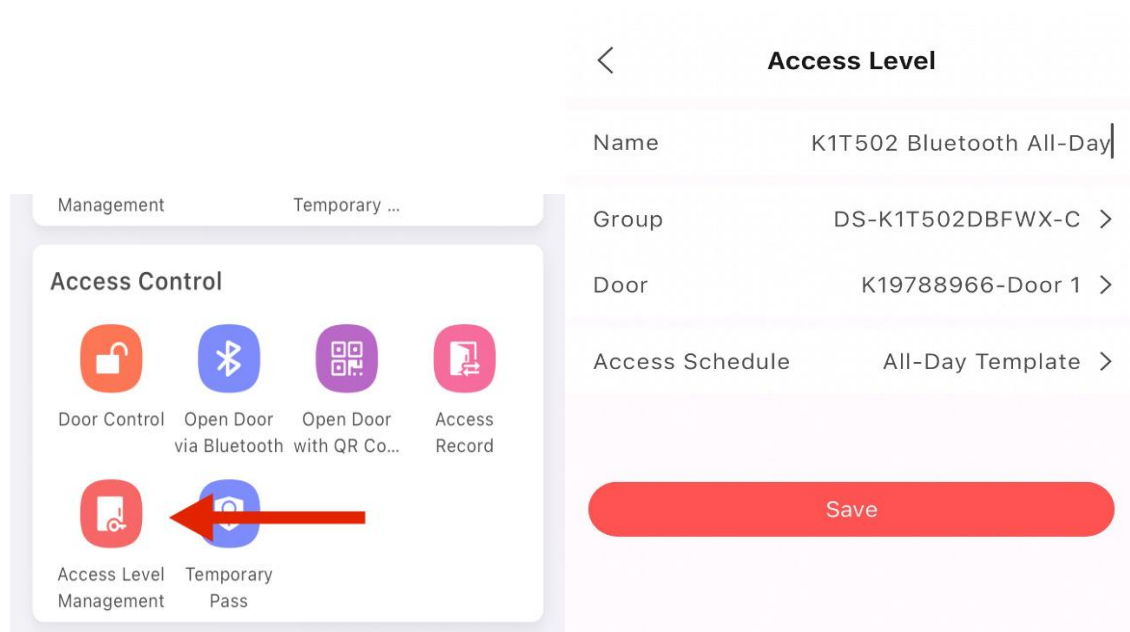 Management
Temporary ...
Access Control
Door Control
Open Door
via Bluetooth
Open Door
with QR Co...
Access
Record
Access Level
Management
Temporary
Pass
Access Level
Name K1T502 Bluetooth All-Day
Group DS-K1T502DBFWX-C
Door K19788966-Door 1
Access Schedule All-Day Template
Save